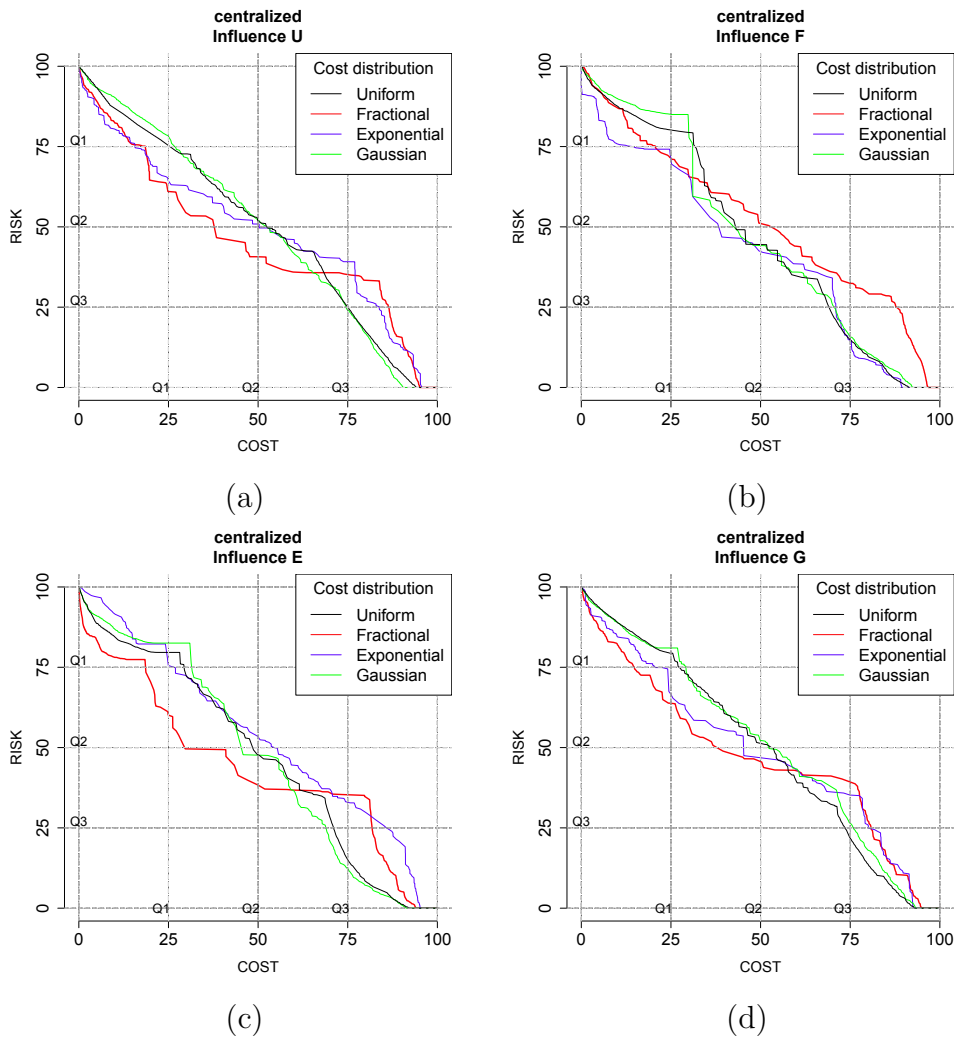 centralized
Influence U
Cost distribution
Uniform
Fractional
Exponential
Gaussian
RISK
100
75
50
25
0
Q1
Q2
Q3
Q1
Q2
Q3
0
25
50
75
100
COST
(a)
centralized
Influence F
Cost distribution
Uniform
Fractional
Exponential
Gaussian
RISK
100
75
50
25
0
Q1
Q2
Q3
Q1
Q2
Q3
0
25
50
75
100
COST
(b)
centralized
Influence E
Cost distribution
Uniform
Fractional
Exponential
Gaussian
RISK
100
75
50
25
0
Q1
Q2
Q3
Q1
Q2
Q3
0
25
50
75
100
COST
(c)
centralized
Influence G
Cost distribution
Uniform
Fractional
Exponential
Gaussian
RISK
100
75
50
25
0
Q1
Q2
Q3
Q1
Q2
Q3
0
25
50
75
100
COST
(d)